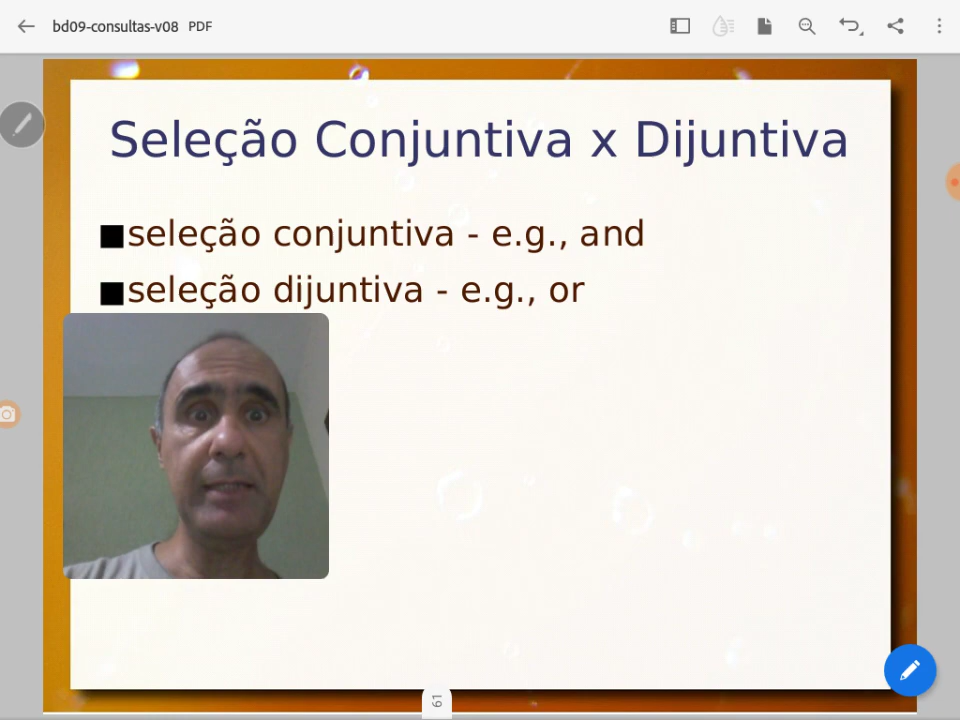 bd09-consultas-v08 PDF
Seleção Conjuntiva x Dijuntiva
seleção conjuntiva - e.g., and
seleção dijuntiva - e.g., or
61